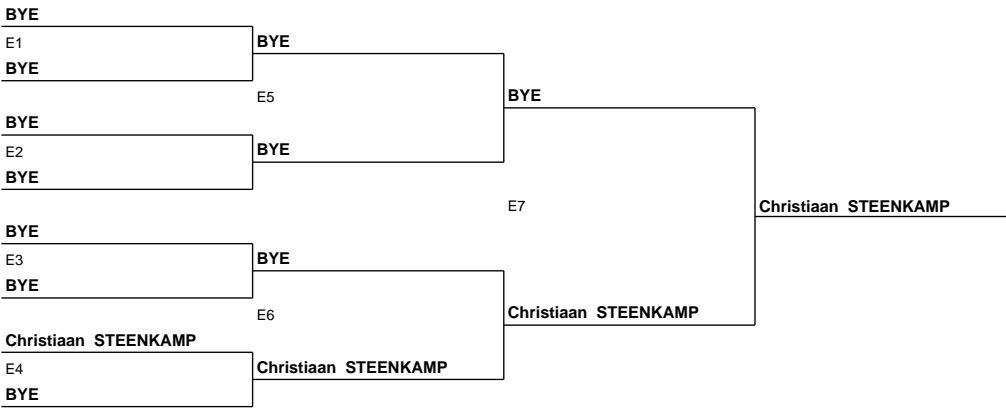 BYE
E1
BYE
BYE
E5
BYE
BYE
E2
BYE
BYE
E7
Christiaan STEENKAMP
BYE
E3
BYE
BYE
E6
Christiaan STEENKAMP
Christiaan STEENKAMP
E4
Christiaan STEENKAMP
BYE